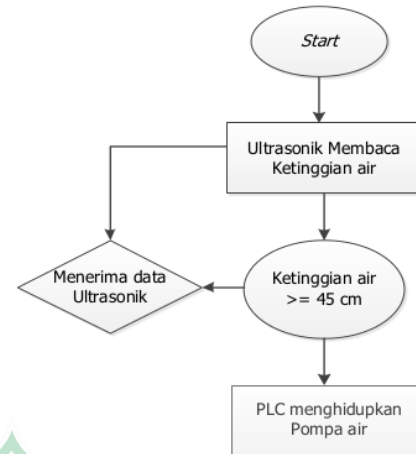 Start
Ultrasonik Membaca
Ketinggian air
Menerima data
Ultrasonik
Ketinggian air
>= 45 cm
PLC menghidupkan
Pompa air